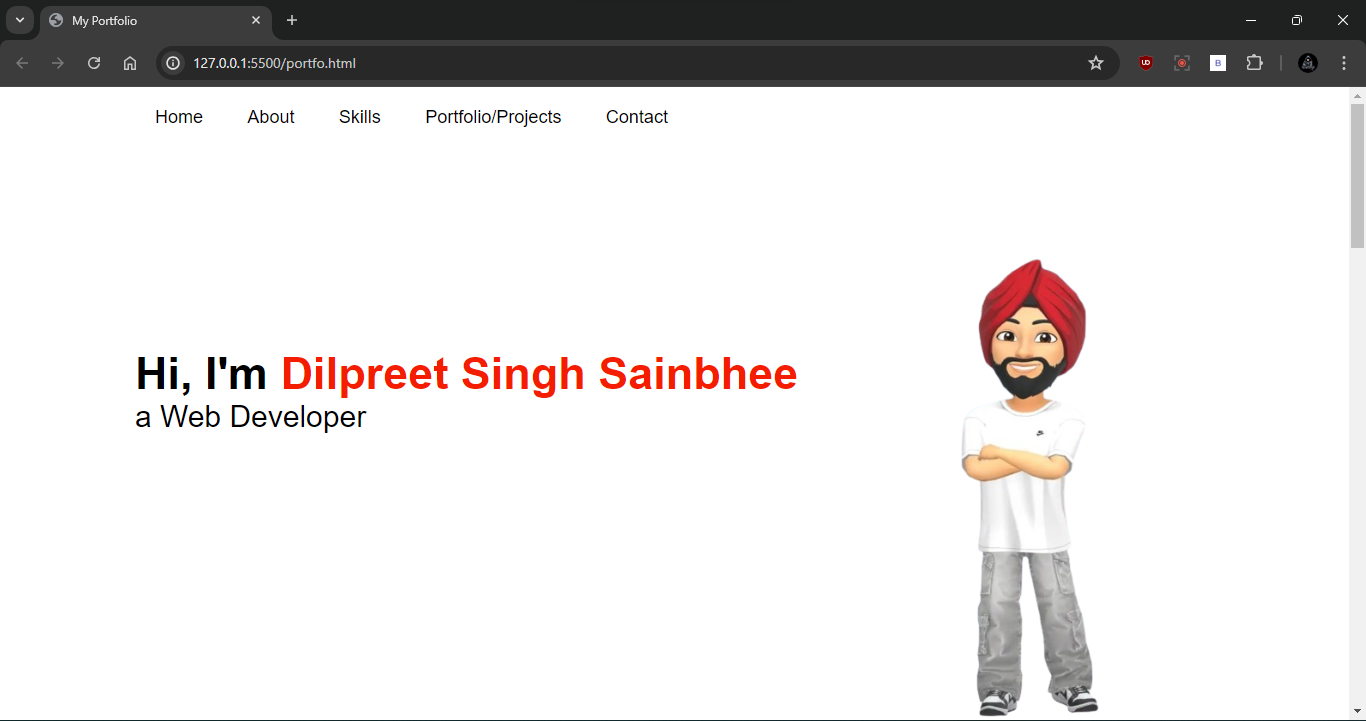 My Portfolio
127.0.0.1:5500/portfo.html
Home About Skills Portfolio/Projects Contact
Hi, I'm Dilpreet Singh Sainbhee
a Web Developer